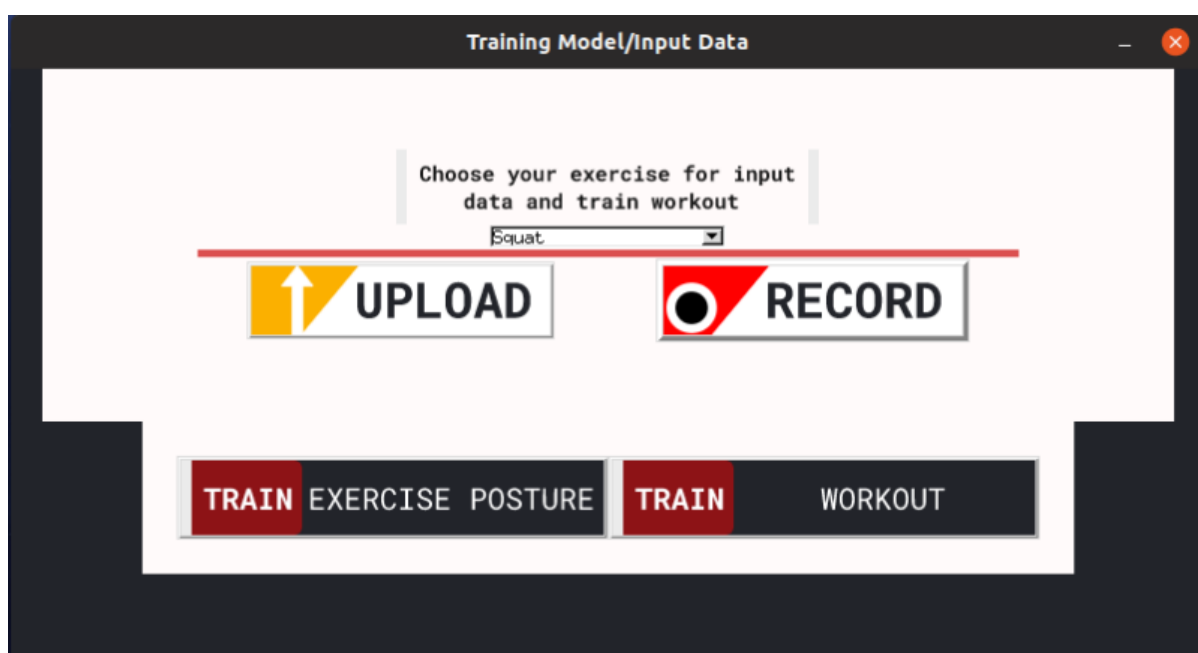 Training Model/Input Data
Choose your exercise for input
data and train workout
Squat
UPLOAD
RECORD
TRAIN EXERCISE POSTURE
TRAIN WORKOUT